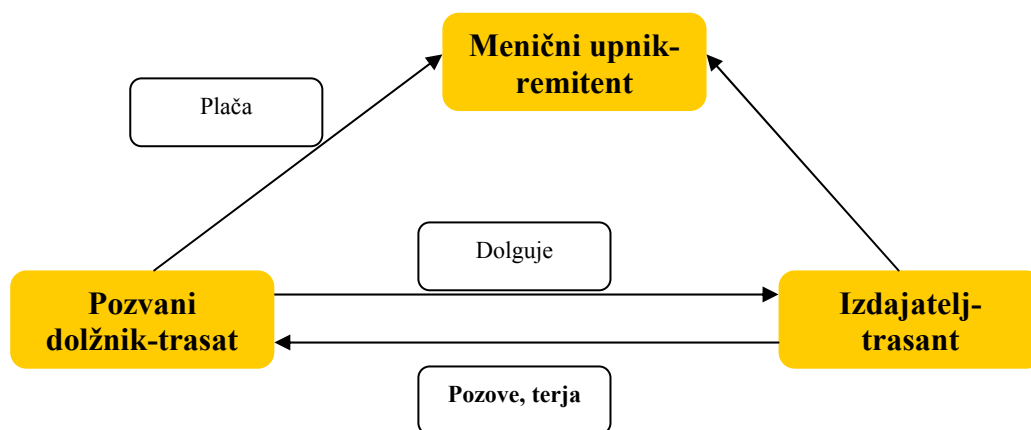 Menični upnik-
remitent
Plača
Dolguje
Pozvani
dolžnik-trasat
Izdajatelj-
trasant
Pozove, terja